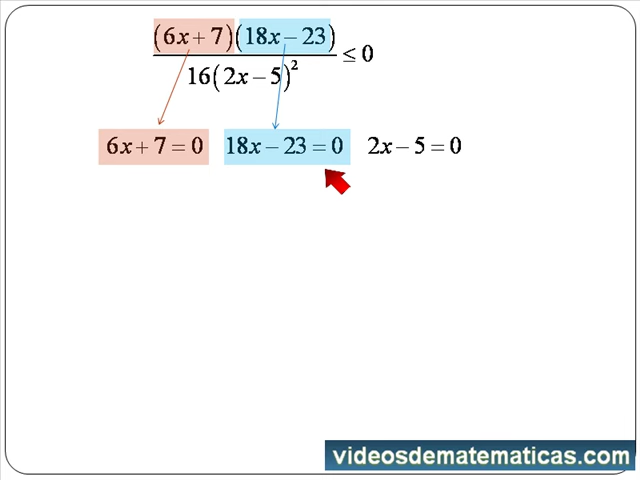 (6x + 7)(18x − 23)
≤ 0
16(2x − 5)²
6x + 7 = 0 18x − 23 = 0 2x − 5 = 0
videosdematematicas.com